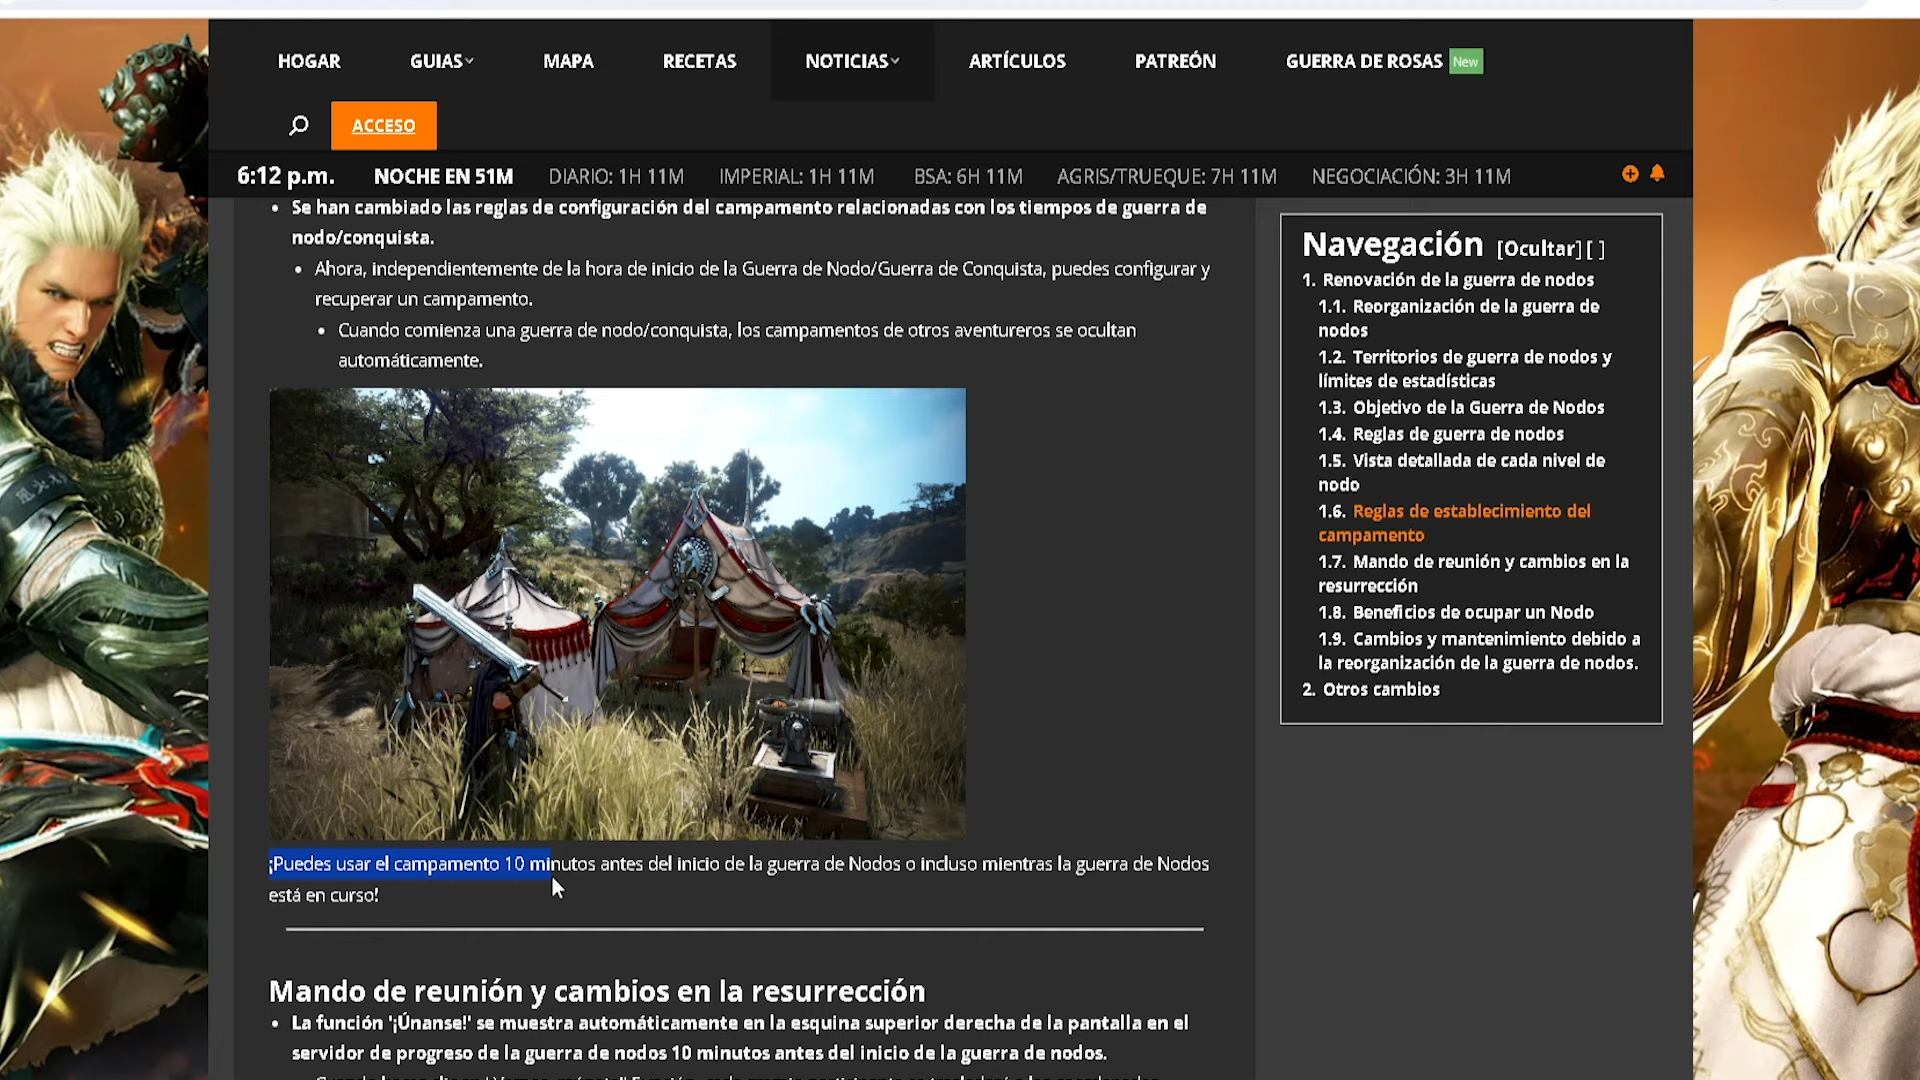 HOGAR GUIAS MAPA RECETAS NOTICIAS ARTÍCULOS PATREÓN GUERRA DE ROSAS New
ACCESO
6:12 p.m. NOCHE EN 51M DIARIO: 1H 11M IMPERIAL: 1H 11M BSA: 6H 11M AGRIS/TRUEQUE: 7H 11M NEGOCIACIÓN: 3H 11M
• Se han cambiado las reglas de configuración del campamento relacionadas con los tiempos de guerra de
nodo/conquista.
• Ahora, independientemente de la hora de inicio de la Guerra de Nodo/Guerra de Conquista, puedes configurar y
recuperar un campamento.
• Cuando comienza una guerra de nodo/conquista, los campamentos de otros aventureros se ocultan
automáticamente.
¡Puedes usar el campamento 10 minutos antes del inicio de la guerra de Nodos o incluso mientras la guerra de Nodos
está en curso!
Mando de reunión y cambios en la resurrección
• La función '¡Únanse!' se muestra automáticamente en la esquina superior derecha de la pantalla en el
servidor de progreso de la guerra de nodos 10 minutos antes del inicio de la guerra de nodos.
Navegación [Ocultar] [ ]
1. Renovación de la guerra de nodos
1.1. Reorganización de la guerra de
nodos
1.2. Territorios de guerra de nodos y
límites de estadísticas
1.3. Objetivo de la Guerra de Nodos
1.4. Reglas de guerra de nodos
1.5. Vista detallada de cada nivel de
nodo
1.6. Reglas de establecimiento del
campamento
1.7. Mando de reunión y cambios en la
resurrección
1.8. Beneficios de ocupar un Nodo
1.9. Cambios y mantenimiento debido a
la reorganización de la guerra de nodos.
2. Otros cambios